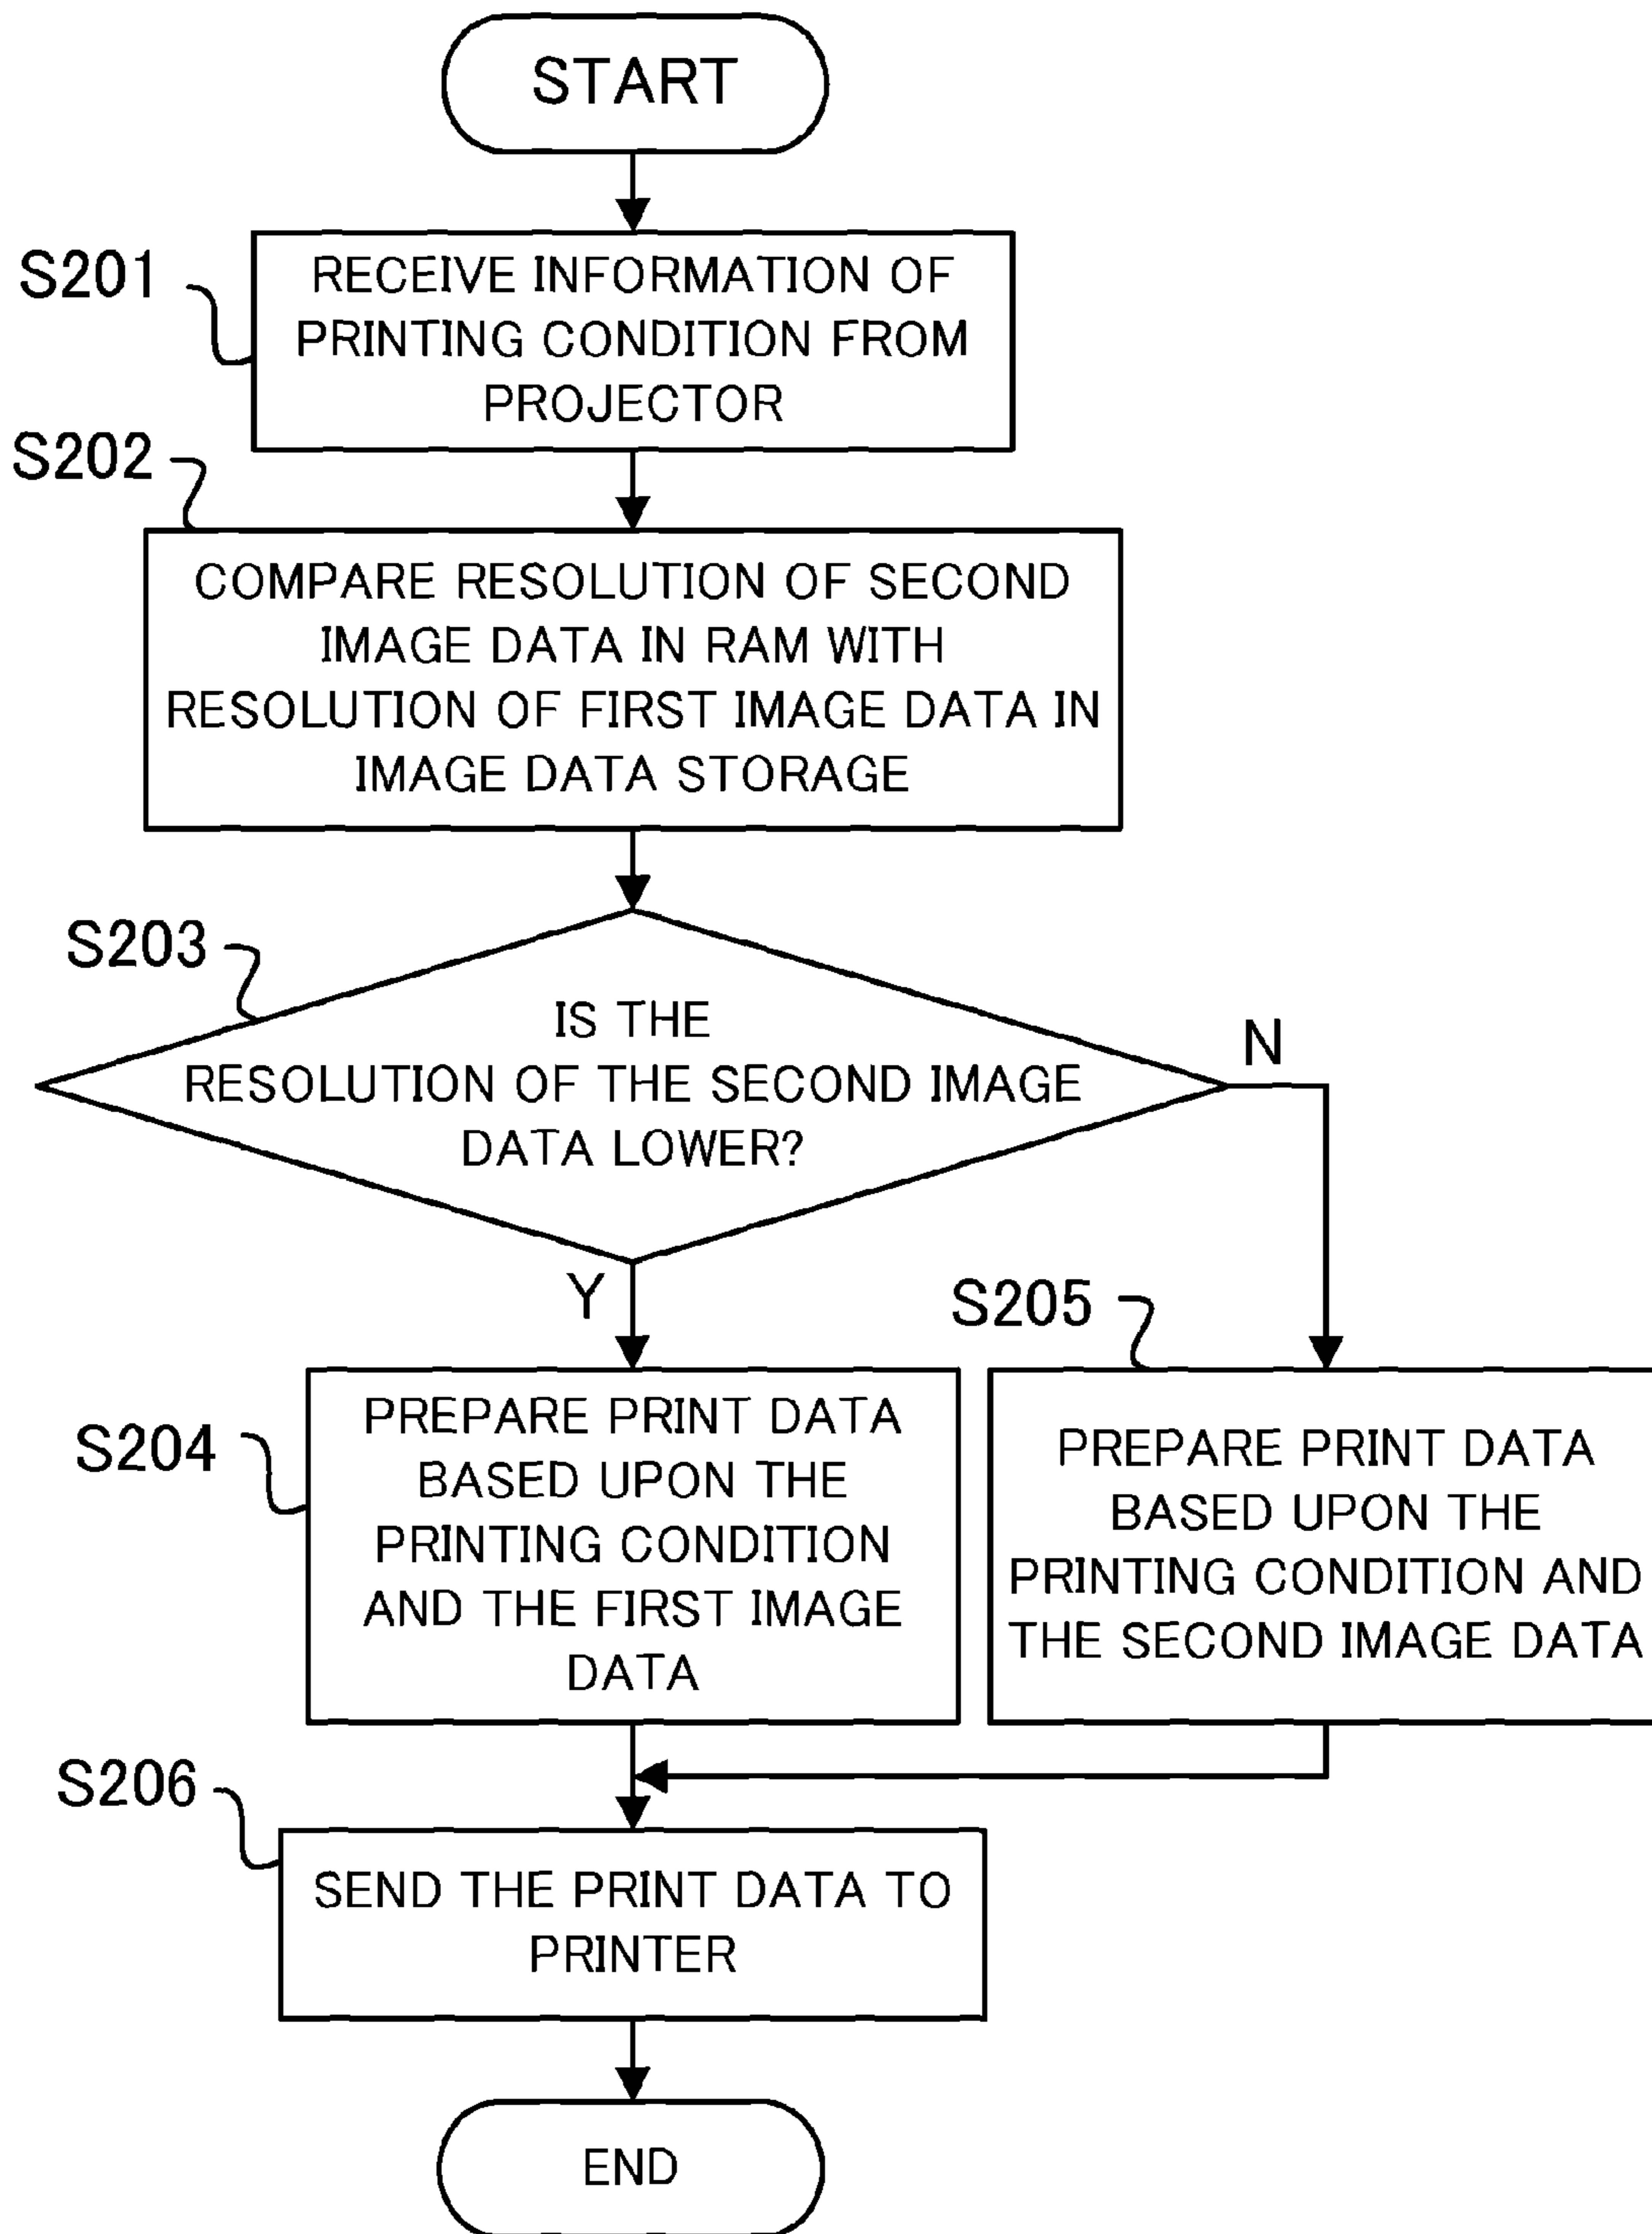 START
S201
RECEIVE INFORMATION OF
PRINTING CONDITION FROM
PROJECTOR
S202
COMPARE RESOLUTION OF SECOND
IMAGE DATA IN RAM WITH
RESOLUTION OF FIRST IMAGE DATA IN
IMAGE DATA STORAGE
S203
IS THE
RESOLUTION OF THE SECOND IMAGE
DATA LOWER?
N
Y
S204
PREPARE PRINT DATA
BASED UPON THE
PRINTING CONDITION
AND THE FIRST IMAGE
DATA
S205
PREPARE PRINT DATA
BASED UPON THE
PRINTING CONDITION AND
THE SECOND IMAGE DATA
S206
SEND THE PRINT DATA TO
PRINTER
END